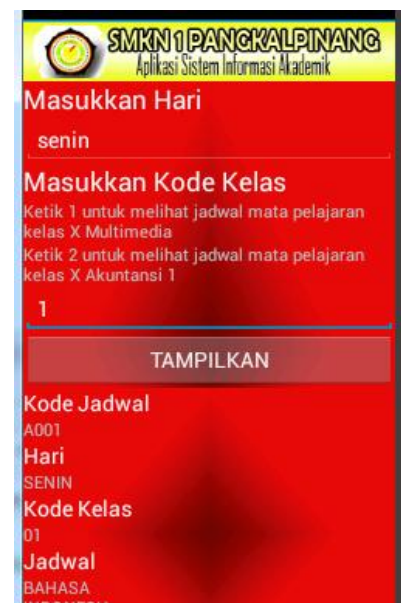 SMKN 1 PANGKALPINANG
Aplikasi Sistem Informasi Akademik
Masukkan Hari
senin
Masukkan Kode Kelas
Ketik 1 untuk melihat jadwal mata pelajaran
kelas X Multimedia
Ketik 2 untuk melihat jadwal mata pelajaran
kelas X Akuntansi 1
1
TAMPILKAN
Kode Jadwal
A001
Hari
SENIN
Kode Kelas
01
Jadwal
BAHASA